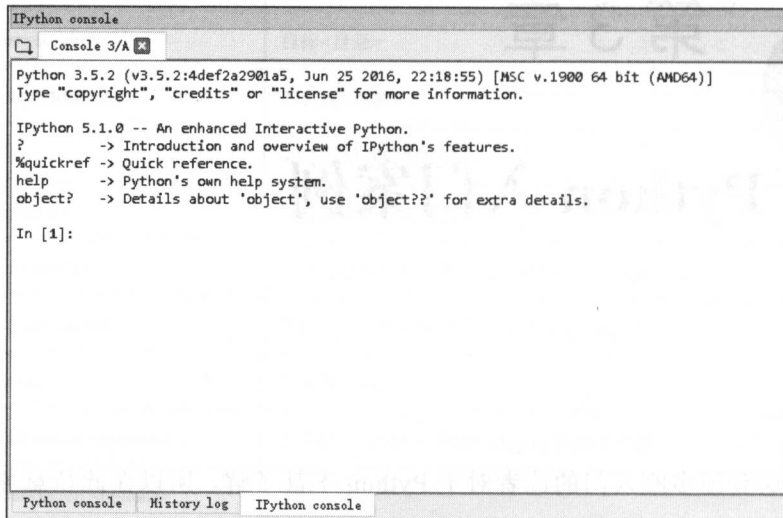 IPython console
Console 3/A
Python 3.5.2 (v3.5.2:4def2a2901a5, Jun 25 2016, 22:18:55) [MSC v.1900 64 bit (AMD64)]
Type "copyright", "credits" or "license" for more information.
IPython 5.1.0 -- An enhanced Interactive Python.
?         -> Introduction and overview of IPython's features.
%quickref -> Quick reference.
help      -> Python's own help system.
object?   -> Details about 'object', use 'object??' for extra details.
In [1]:
Python console
History log
IPython console